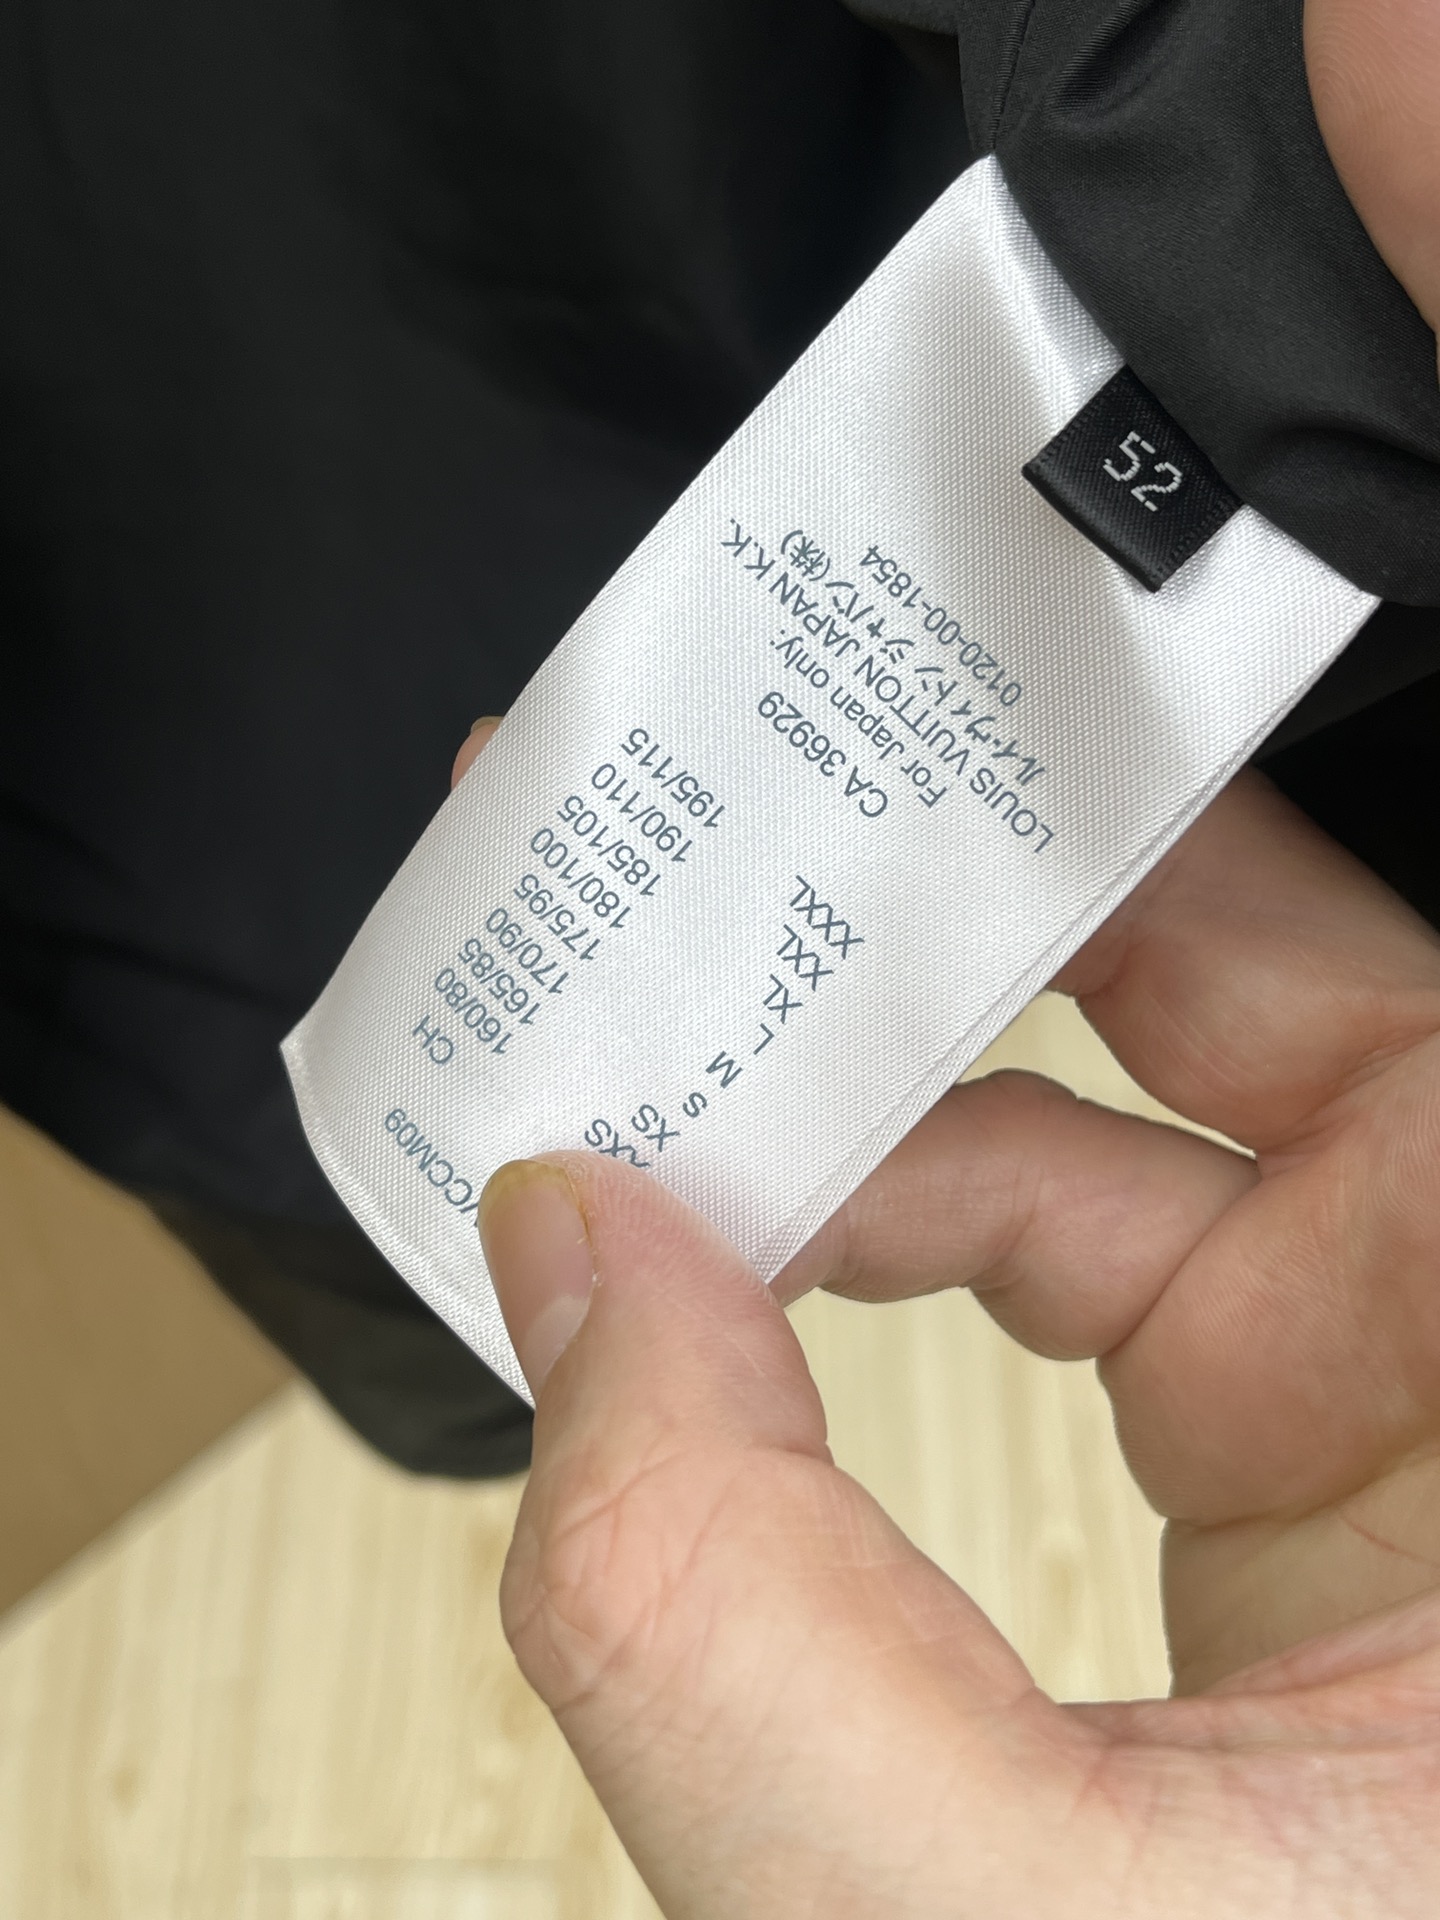 CH
XXS 160/80
XS 165/85
S 170/90
M 175/95
L 180/100
XL 185/105
XXL 190/110
XXXL 195/115
CA 36929
For Japan only:
LOUIS VUITTON JAPAN K.K.
ルイ・ヴィトン ジャパン(株)
0120-00-1854
52